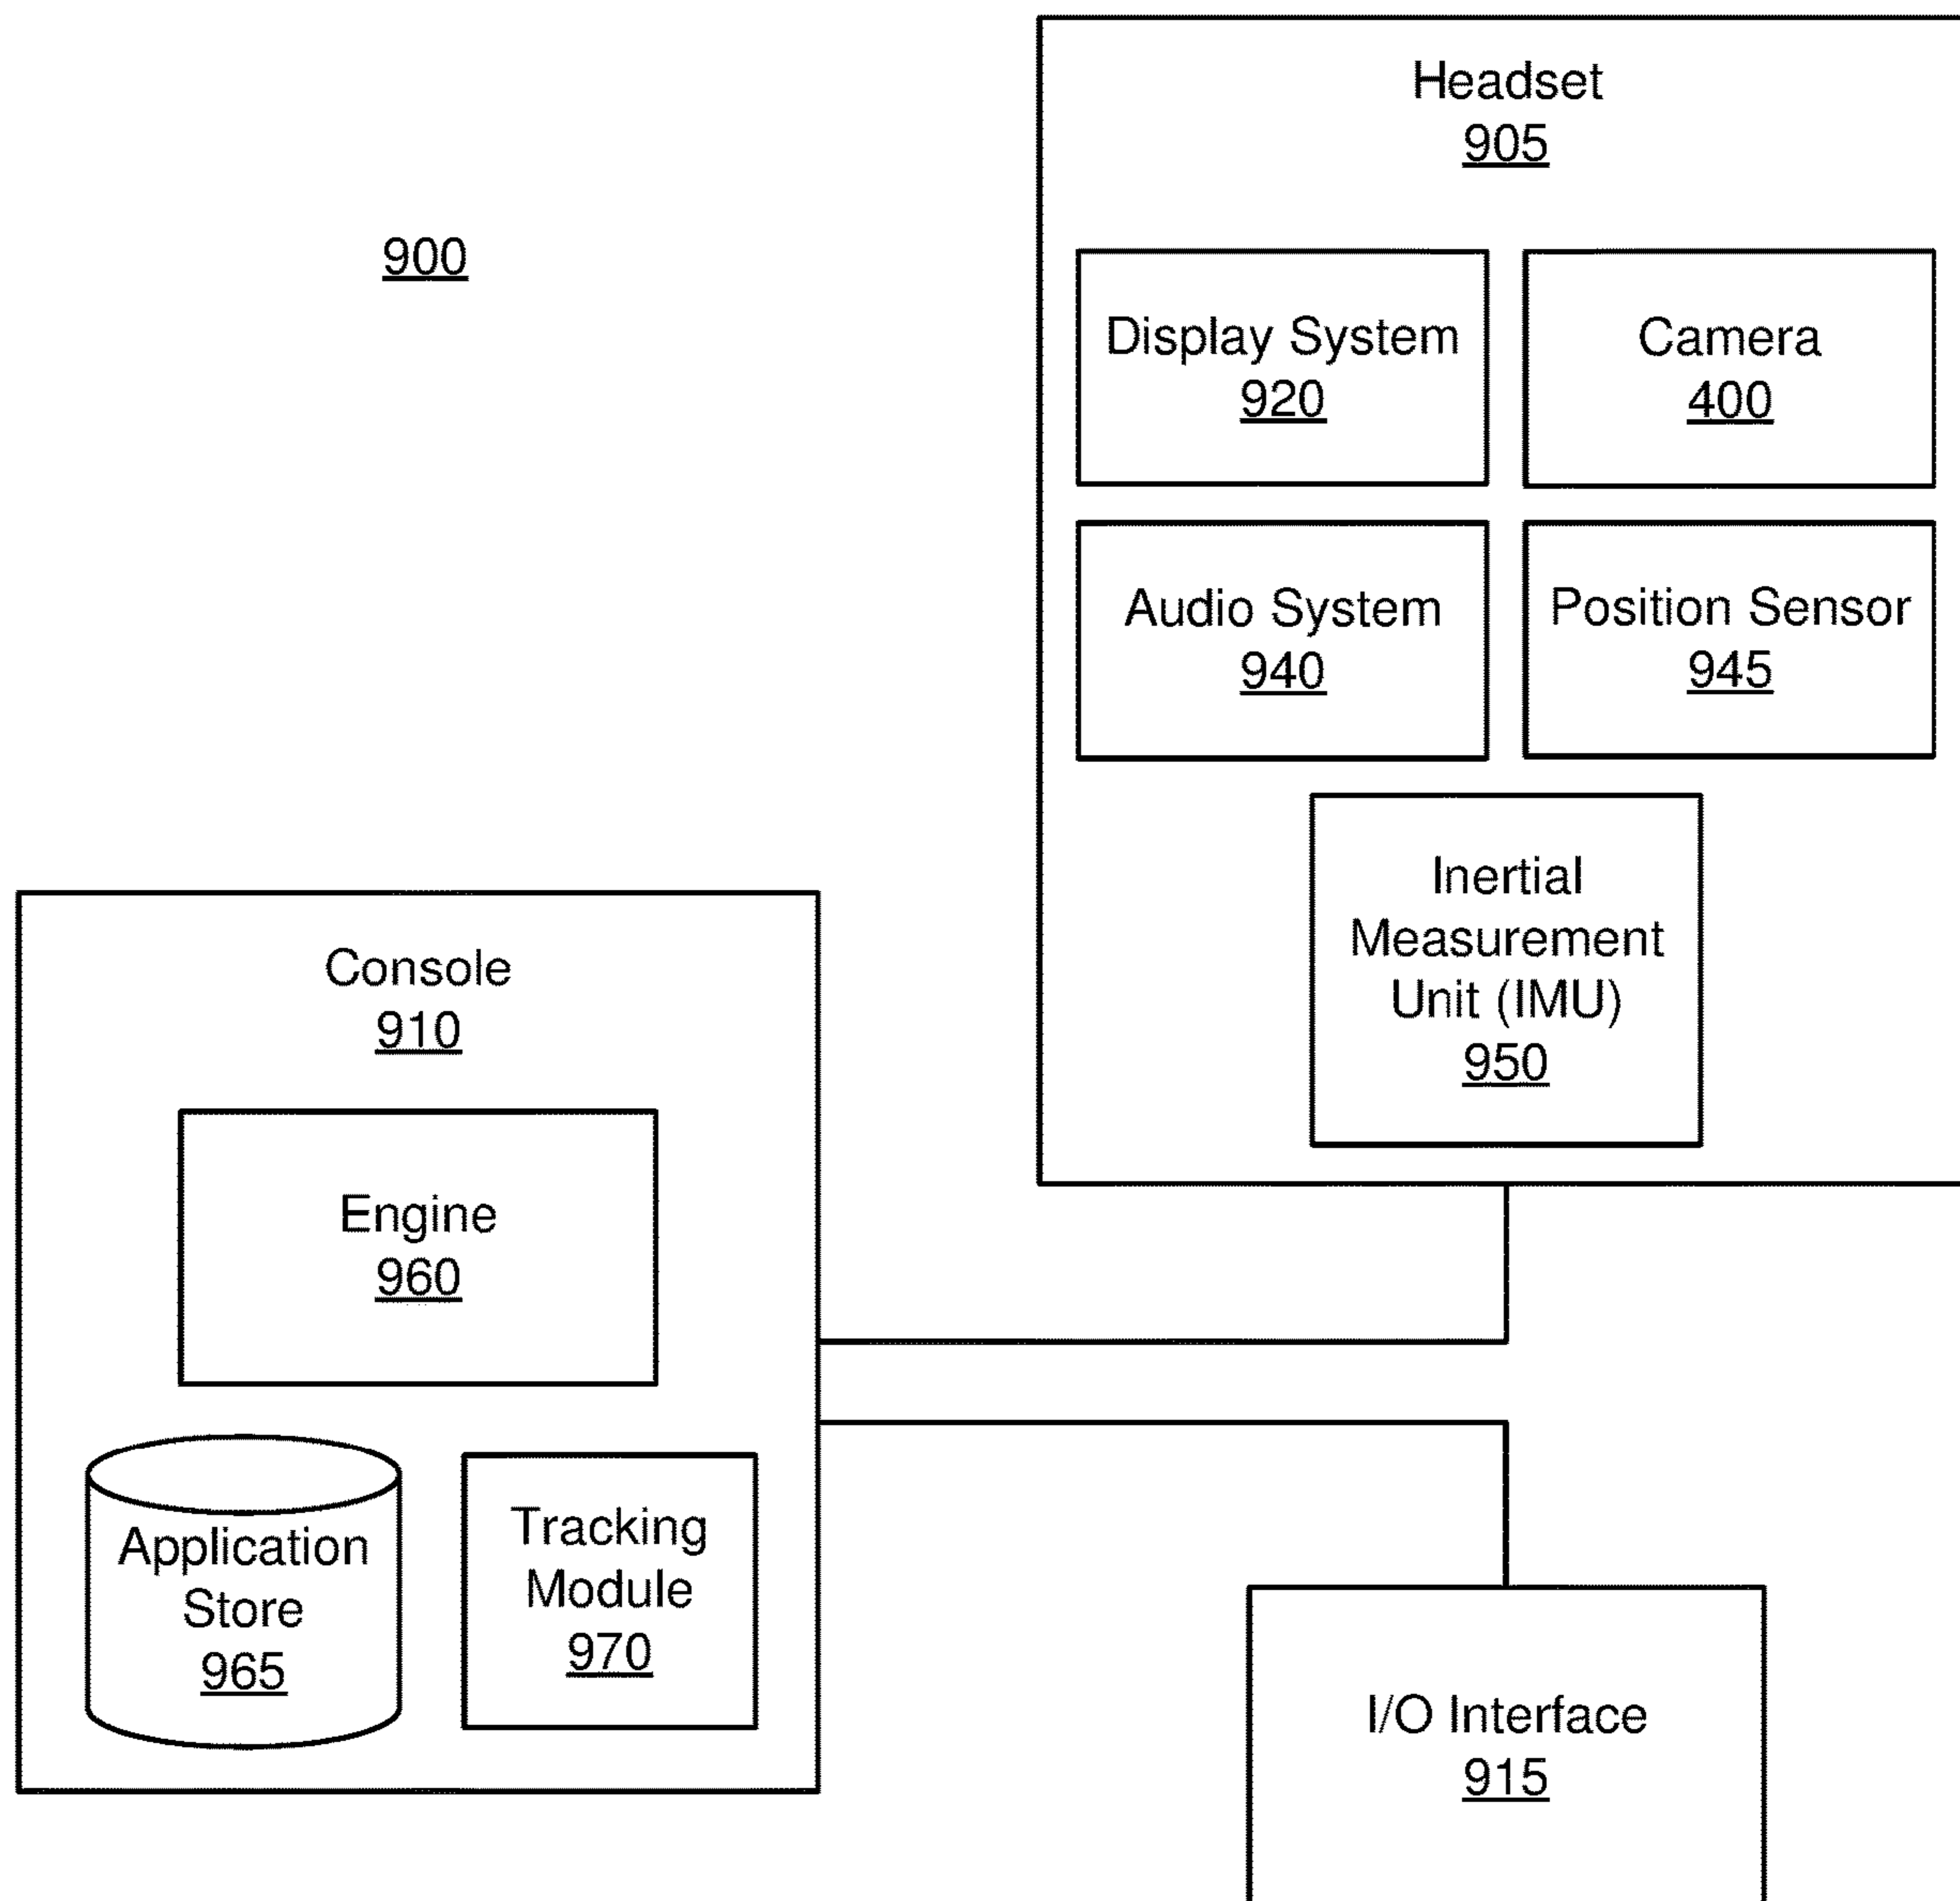 900
Headset
905
Display System
920
Camera
400
Audio System
940
Position Sensor
945
Inertial
Measurement
Unit (IMU)
950
Console
910
Engine
960
Application
Store
965
Tracking
Module
970
I/O Interface
915